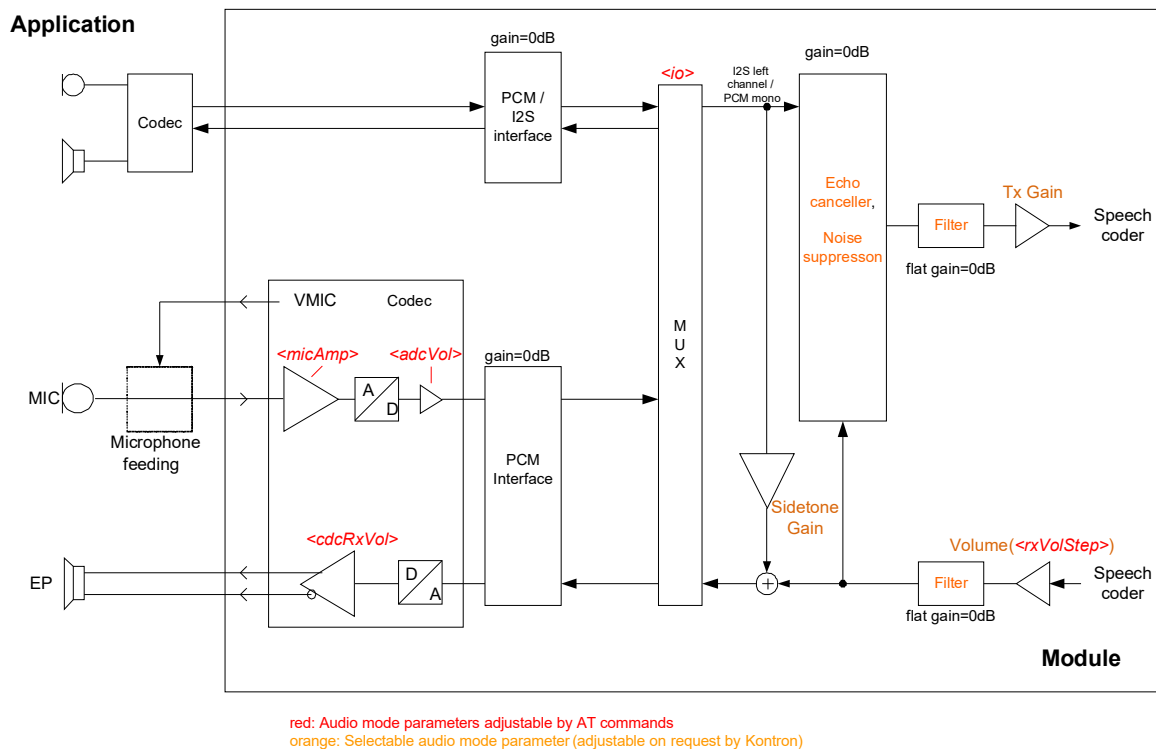 Application
gain=0dB
gain=0dB
<io>
I2S left
channel /
PCM mono
Codec
PCM /
I2S
interface
Echo
canceller,
Noise
suppresson
Tx Gain
Filter
Speech
coder
flat gain=0dB
VMIC
Codec
M
U
X
<micAmp>
<adcVol>
gain=0dB
A
D
MIC
Microphone
feeding
PCM
Interface
Sidetone
Gain
<cdcRxVol>
Volume(<rxVolStep>)
D
A
EP
Filter
Speech
coder
flat gain=0dB
Module
red: Audio mode parameters adjustable by AT commands
orange: Selectable audio mode parameter (adjustable on request by Kontron)